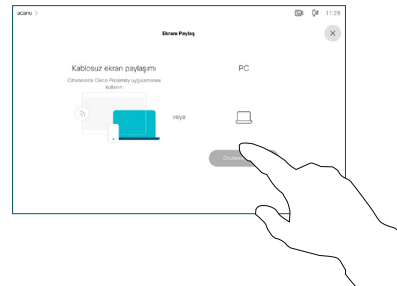 acano
11:28
Ekranı Paylaş
Kablosuz ekran paylaşımı
PC
Cihazınızda Cisco Proximity uygulamasını
kullanın
veya